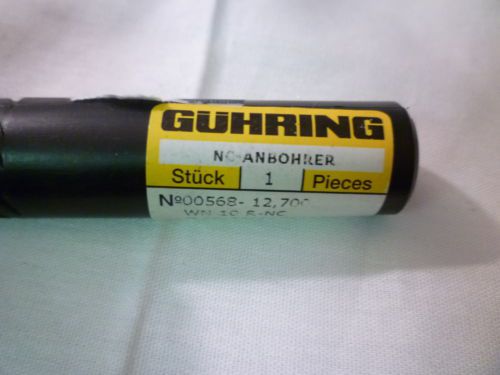 GÜHRING
NC-ANBOHRER
Stück 1 Pieces
№00568- 12,700